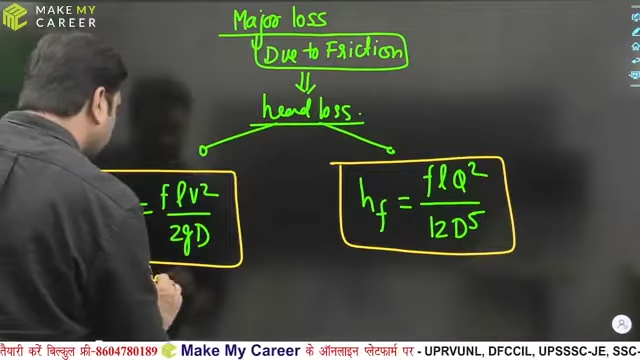 MAKE MY
CAREER
Major loss
Due to Friction
⇓
head loss.
= flv²/2gD
h_f = flQ²/12D⁵
तैयारी करें बिल्कुल फ्री-8604780189 Make My Career के ऑनलाइन प्लेटफार्म पर - UPRVUNL, DFCCIL, UPSSSC-JE, SSC-